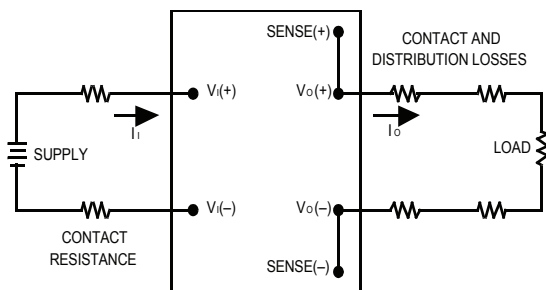 SENSE(+)
CONTACT AND
DISTRIBUTION LOSSES
VI(+)
VO(+)
II
IO
SUPPLY
LOAD
VI(–)
VO(–)
CONTACT
RESISTANCE
SENSE(–)